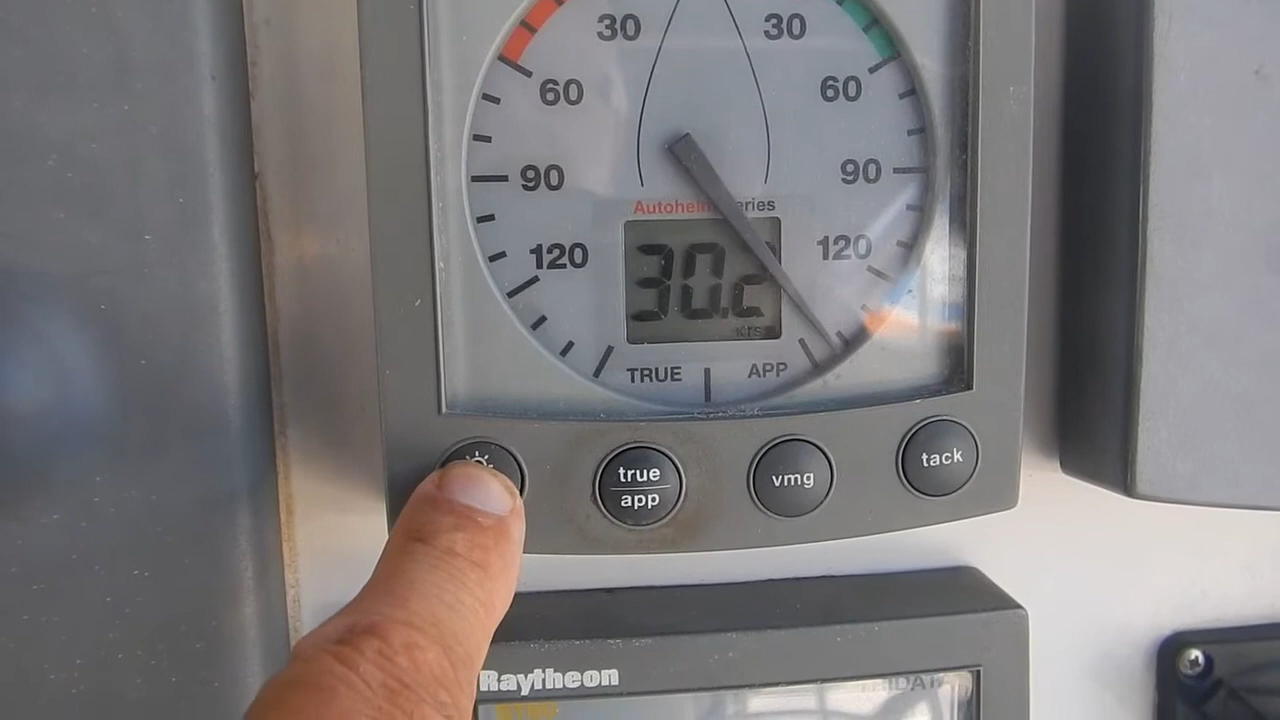 30 30
60 60
90 90
Autohelm eries
120 30.2 120
KTS
TRUE APP
true
app
vmg
tack
Raytheon